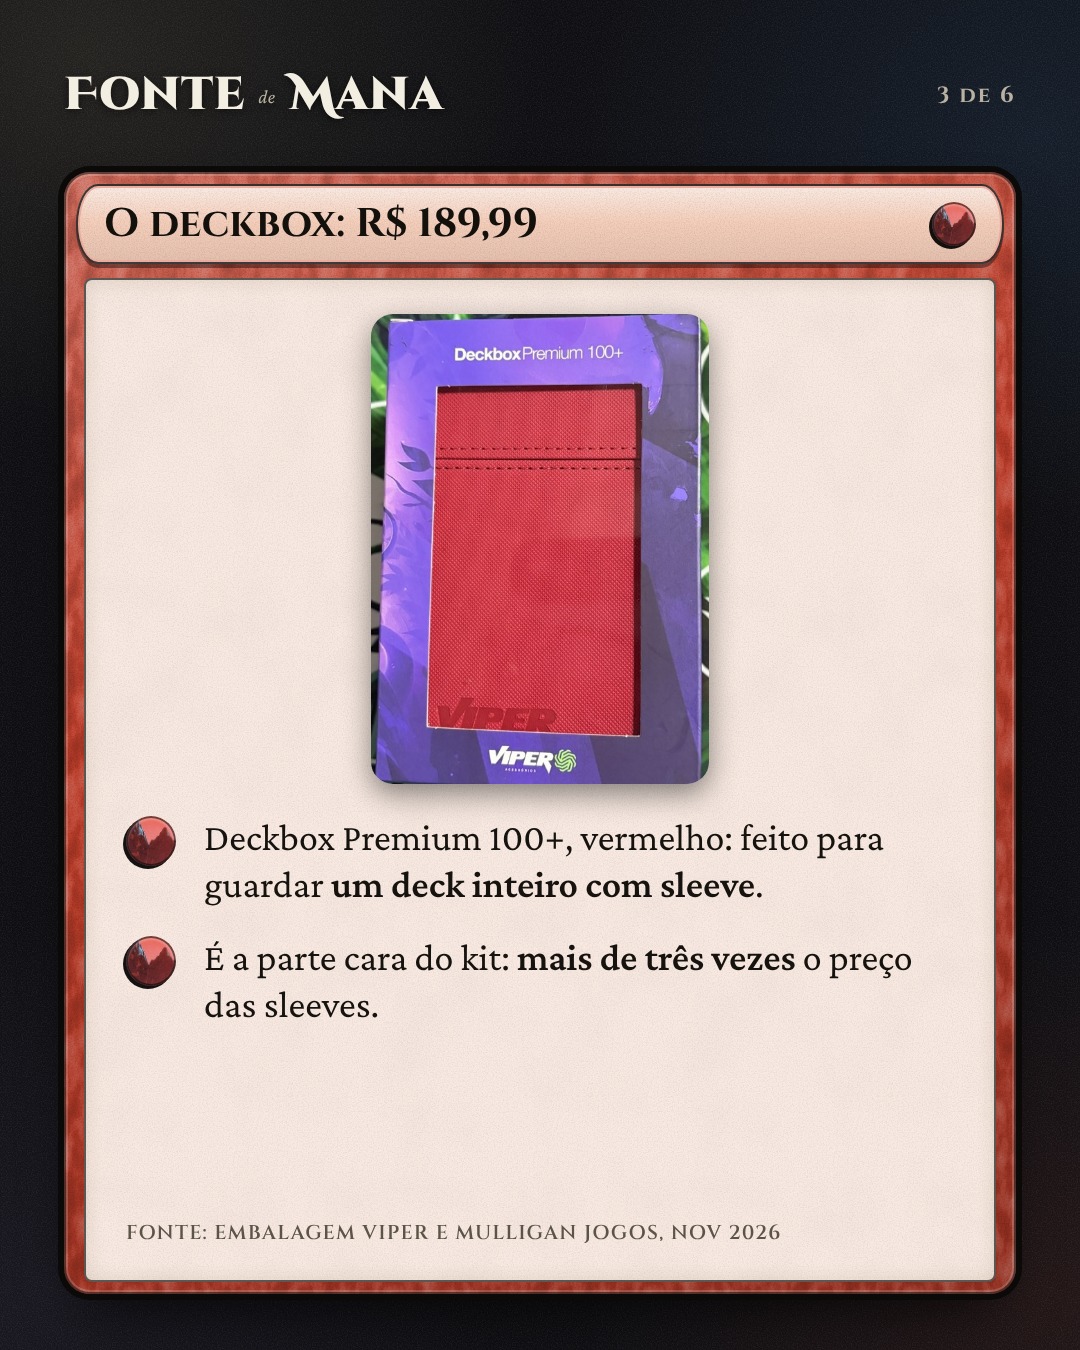 FONTE de MANA
3 DE 6
O DECKBOX: R$ 189,99
DeckboxPremium 100+
VIPER
VIPER
Deckbox Premium 100+, vermelho: feito para
guardar um deck inteiro com sleeve.
É a parte cara do kit: mais de três vezes o preço
das sleeves.
FONTE: EMBALAGEM VIPER E MULLIGAN JOGOS, NOV 2026